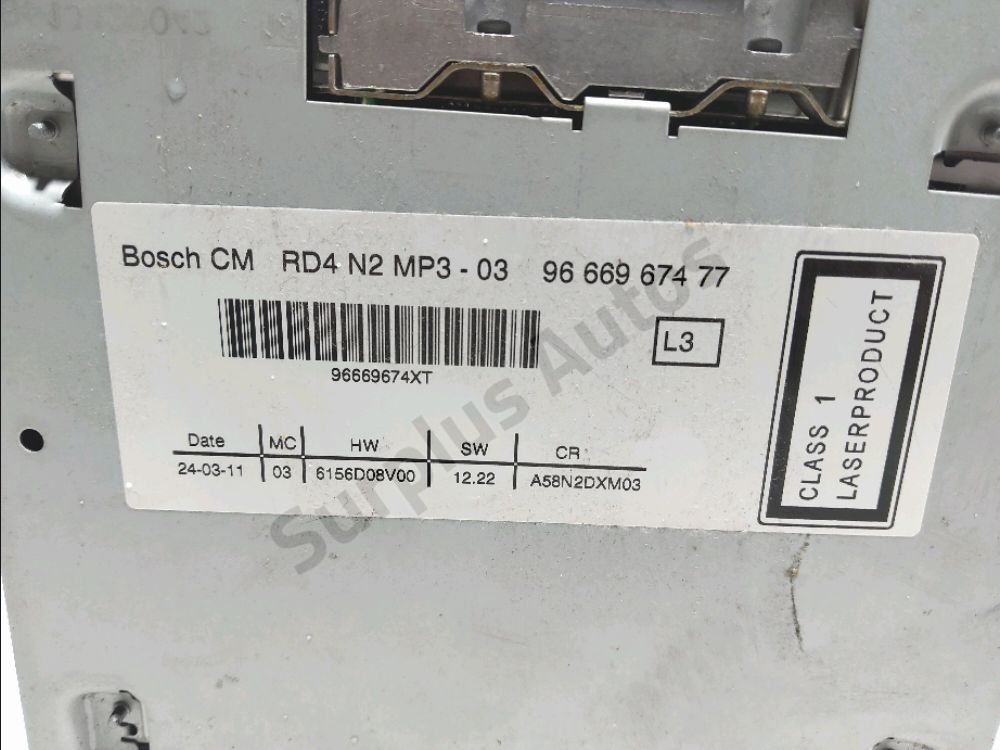 Bosch CM RD4 N2 MP3 - 03 96 669 674 77
96669674XT
L3
Date MC HW SW CR
24-03-11 03 6156D08V00 12.22 A58N2DXM03
CLASS 1
LASERPRODUCT
Surplus Autos